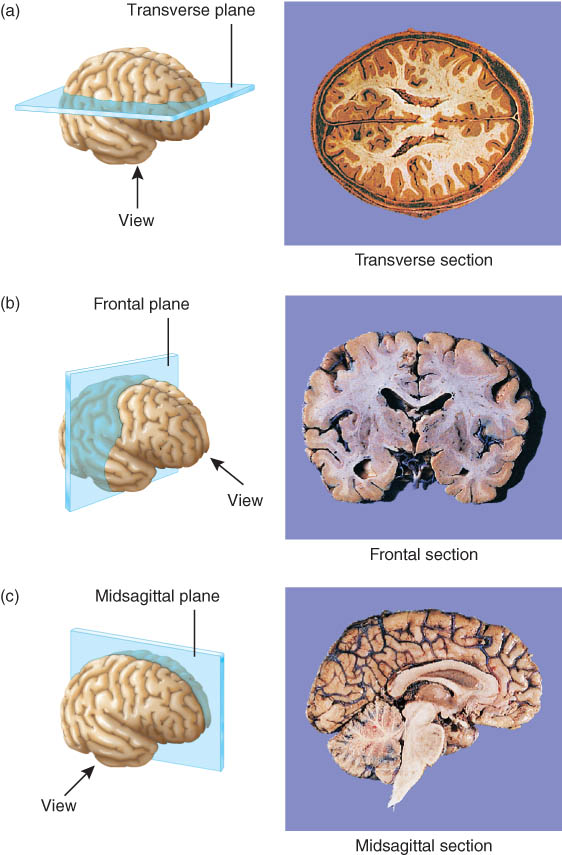 (a)
Transverse plane
View
Transverse section
(b)
Frontal plane
View
Frontal section
(c)
Midsagittal plane
View
Midsagittal section